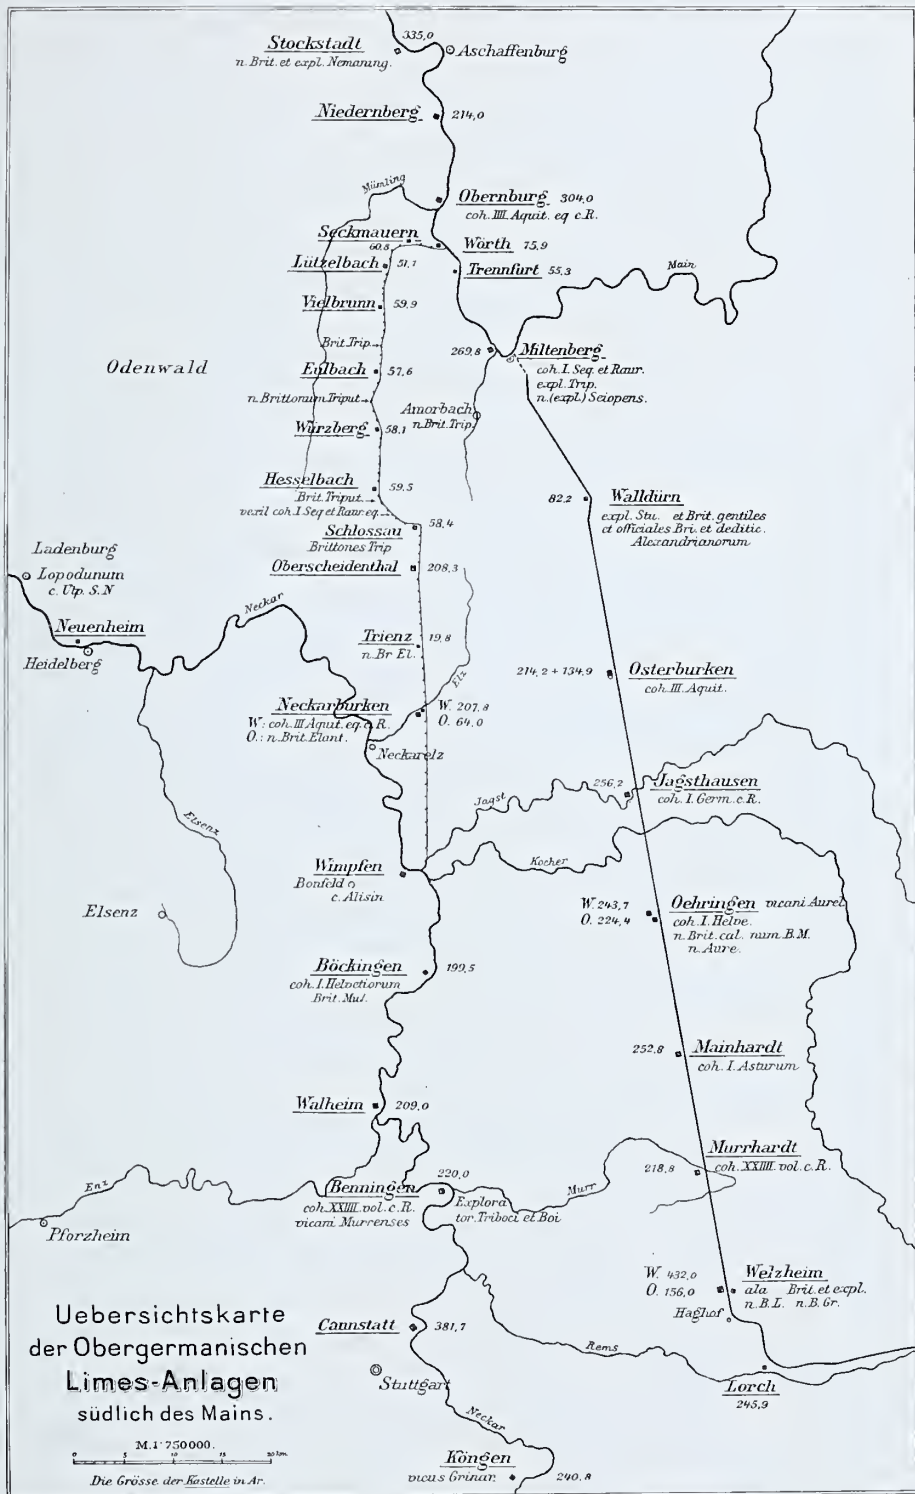 335,0
Stockstadt
n. Brit. et expl. Nemaning.
Aschaffenburg
Niedernberg 214,0
Mümling
Obernburg 304,0
coh. IIII. Aquit. eq c.R.
Seckmauern
60,8
Wörth 75,9
Lützelbach 51,1
Trennfurt 55,3
Main
Vielbrunn 59,9
Brit. Trip.
269,8
Miltenberg
coh. I. Seq. et Raur.
expl. Trip.
n. (expl.) Seiopens.
Odenwald
Eulbach 57,6
n. Brittonum Triput.
Amorbach
n. Brit. Trip.
Würzberg 58,1
Hesselbach 59,5
Brit. Triput.
vexil coh. I Seq et Raur. eq.
82,2
Walldürn
expl. Stu. et Brit. gentiles
et officiales Bri. et deditic.
Alexandrianorum
Schlossau 58,4
Brittones Trip
Oberscheidenthal 208,3
Ladenburg
Lopodunum
c. Ulp. S. N
Neckar
Neuenheim
Heidelberg
Trienz 19,8
n. Br El.
Elz
214,2 + 134,9
Osterburken
coh. III. Aquit.
Neckarburken
W: coh. III Aquit. eq. c. R.
O.: n. Brit. Elant.
W. 207,8
O. 64,0
Neckarelz
256,2
Jagsthausen
coh. I. Germ. c. R.
Jagst
Elsenz
Kocher
Wimpfen
Bonfeld
c. Alisin
Elsenz
W. 243,7
O. 224,4
Oehringen vicani Aurel
coh. I. Helve.
n. Brit. cal. num. B. M.
n. Aure.
Böckingen 199,5
coh. I. Helvetiorum
Brit. Mul.
252,8
Mainhardt
coh. I. Asturum
Walheim 209,0
218,8
Murrhardt
coh. XXIIII. vol. c. R.
Enz
Murr
220,0
Benningen
coh. XXIIII. vol. c. R.
vicani Murrenses
Explora
tor. Triboci et Boi
Pforzheim
W. 432,0
O. 156,0
Welzheim
ala Brit. et expl.
n. B. L. n. B. Gr.
Haghof
Uebersichtskarte
der Obergermanischen
Limes-Anlagen
südlich des Mains.
Cannstatt 381,7
Rems
Stuttgart
Lorch
245,9
Neckar
M. 1:750000.
0 5 10 15 20 km
Die Grösse der Kastelle in Ar.
Köngen
vicus Grinar. 240,8